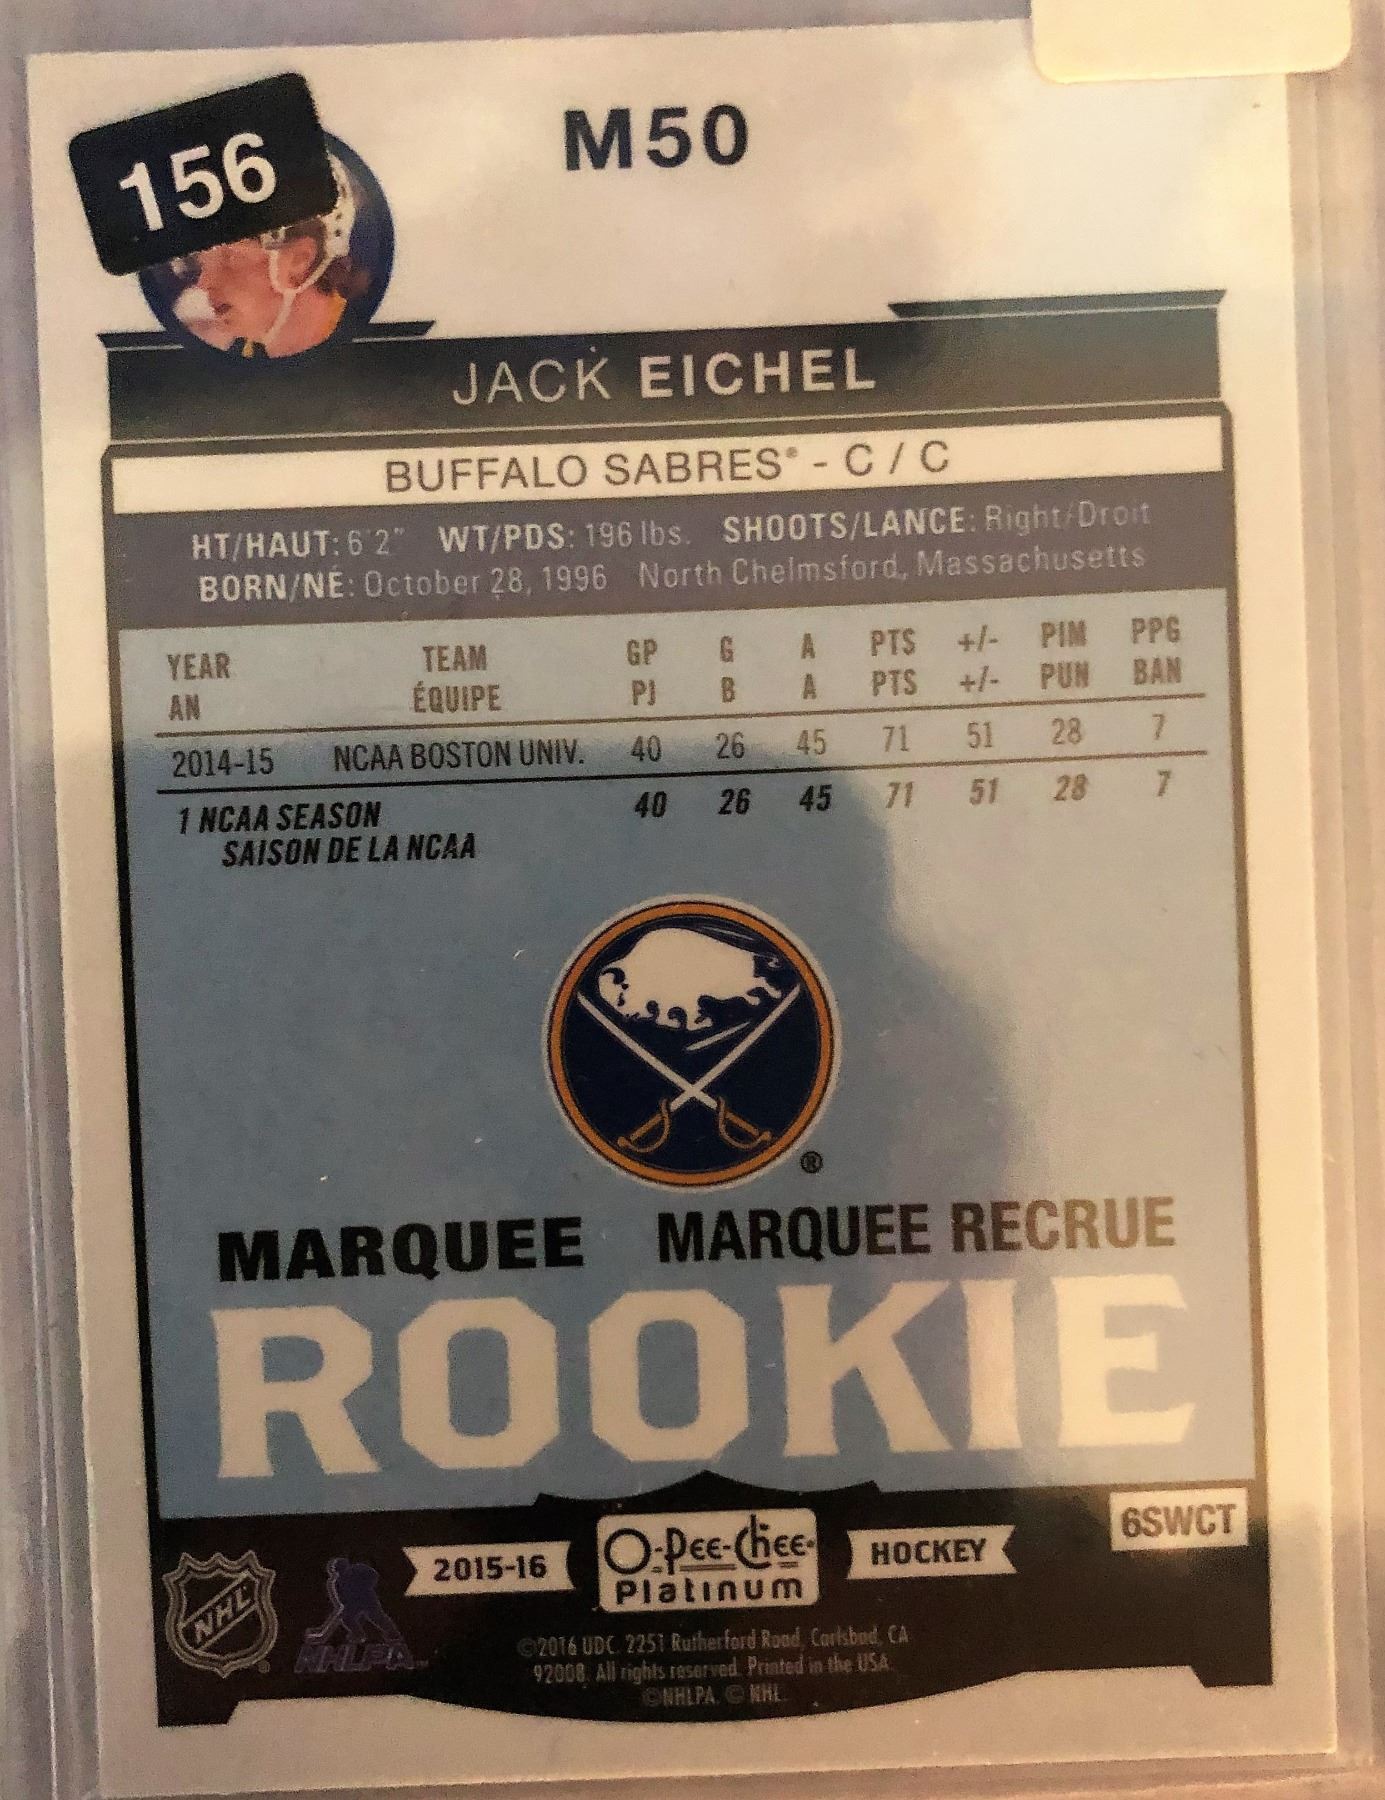 156
M50
JACK EICHEL
BUFFALO SABRES® - C / C
HT/HAUT: 6'2" WT/PDS: 196 lbs. SHOOTS/LANCE: Right/Droit
BORN/NÉ: October 28, 1996 North Chelmsford, Massachusetts
YEAR TEAM GP G A PTS +/- PIM PPG
AN ÉQUIPE PJ B A PTS +/- PUN BAN
2014-15 NCAA BOSTON UNIV. 40 26 45 71 51 28 7
1 NCAA SEASON 40 26 45 71 51 28 7
SAISON DE LA NCAA
®
MARQUEE MARQUEE RECRUE
ROOKIE
6SWCT
2015-16 O-Pee-Chee HOCKEY
Platinum
NHL
NHLPA
©2016 UDC. 2251 Rutherford Road, Carlsbad, CA
92008. All rights reserved. Printed in the USA.
©NHLPA. © NHL.